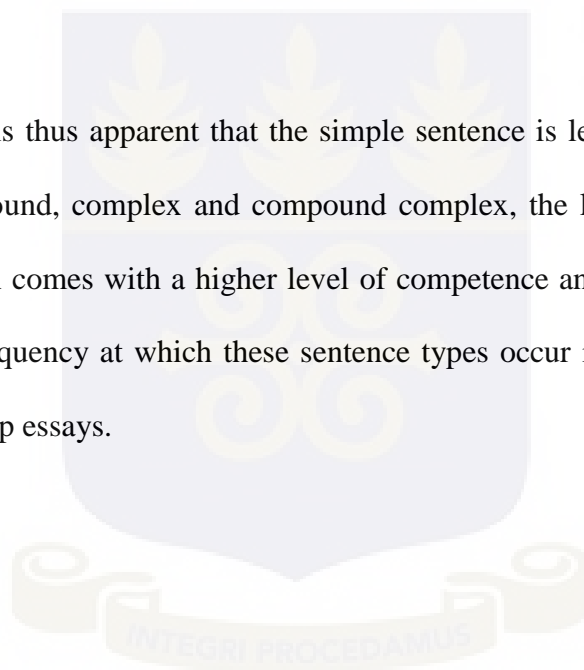 s thus apparent that the simple sentence is le
ound, complex and compound complex, the
comes with a higher level of competence an
quency at which these sentence types occur
p essays.
INTEGRI PROCEDAMUS